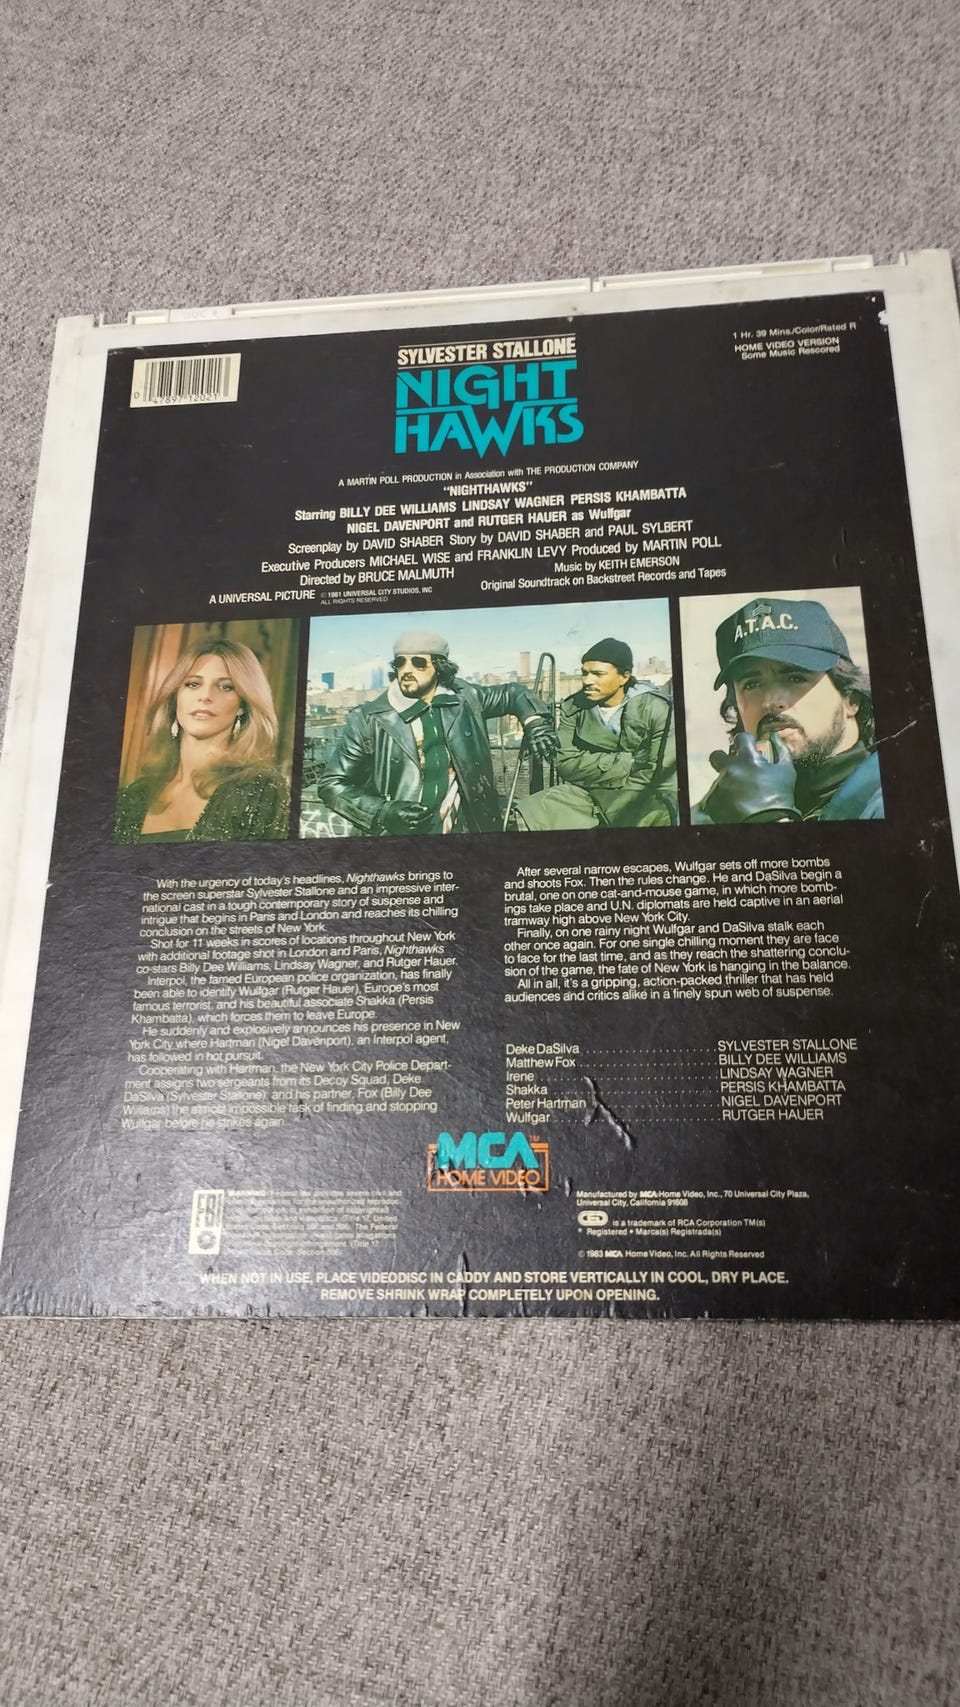 SYLVESTER STALLONE
NIGHT
HAWKS
1 Hr. 39 Mins./Color/Rated R
HOME VIDEO VERSION
Some Music Rescored
0 47897 12021
A MARTIN POLL PRODUCTION in Association with THE PRODUCTION COMPANY
"NIGHTHAWKS"
Starring BILLY DEE WILLIAMS LINDSAY WAGNER PERSIS KHAMBATTA
NIGEL DAVENPORT and RUTGER HAUER as Wulfgar
Screenplay by DAVID SHABER Story by DAVID SHABER and PAUL SYLBERT
Executive Producers MICHAEL WISE and FRANKLIN LEVY Produced by MARTIN POLL
Directed by BRUCE MALMUTH
Music by KEITH EMERSON
A UNIVERSAL PICTURE © 1981 UNIVERSAL CITY STUDIOS, INC
ALL RIGHTS RESERVED
Original Soundtrack on Backstreet Records and Tapes
A.T.A.C.
With the urgency of today's headlines, Nighthawks brings to
the screen superstar Sylvester Stallone and an impressive inter-
national cast in a tough contemporary story of suspense and
intrigue that begins in Paris and London and reaches its chilling
conclusion on the streets of New York.
Shot for 11 weeks in scores of locations throughout New York
with additional footage shot in London and Paris, Nighthawks
co-stars Billy Dee Williams, Lindsay Wagner, and Rutger Hauer.
Interpol, the famed European police organization, has finally
been able to identify Wulfgar (Rutger Hauer), Europe's most
famous terrorist, and his beautiful associate Shakka (Persis
Khambatta), which forces them to leave Europe.
He suddenly and explosively announces his presence in New
York City where Hartman (Nigel Davenport), an Interpol agent,
has followed in hot pursuit.
Cooperating with Hartman, the New York City Police Depart-
ment assigns two sergeants from its Decoy Squad, Deke
DaSilva (Sylvester Stallone), and his partner, Fox (Billy Dee
Williams) the almost impossible task of finding and stopping
Wulfgar before he strikes again.
After several narrow escapes, Wulfgar sets off more bombs
and shoots Fox. Then the rules change. He and DaSilva begin a
brutal, one on one cat-and-mouse game, in which more bomb-
ings take place and U.N. diplomats are held captive in an aerial
tramway high above New York City.
Finally, on one rainy night Wulfgar and DaSilva stalk each
other once again. For one single chilling moment they are face
to face for the last time, and as they reach the shattering conclu-
sion of the game, the fate of New York is hanging in the balance.
All in all, it's a gripping, action-packed thriller that has held
audiences and critics alike in a finely spun web of suspense.
Deke DaSilva SYLVESTER STALLONE
Matthew Fox BILLY DEE WILLIAMS
Irene LINDSAY WAGNER
Shakka PERSIS KHAMBATTA
Peter Hartman NIGEL DAVENPORT
Wulfgar RUTGER HAUER
MCA TM
HOME VIDEO
FBI
WARNING: Federal law provides severe civil and
Manufactured by MCA Home Video, Inc., 70 Universal City Plaza,
Universal City, California 91608
is a trademark of RCA Corporation TM(s)
Registered • Marca(s) Registrada(s)
© 1983 MCA Home Video, Inc. All Rights Reserved
WHEN NOT IN USE, PLACE VIDEODISC IN CADDY AND STORE VERTICALLY IN COOL, DRY PLACE.
REMOVE SHRINK WRAP COMPLETELY UPON OPENING.